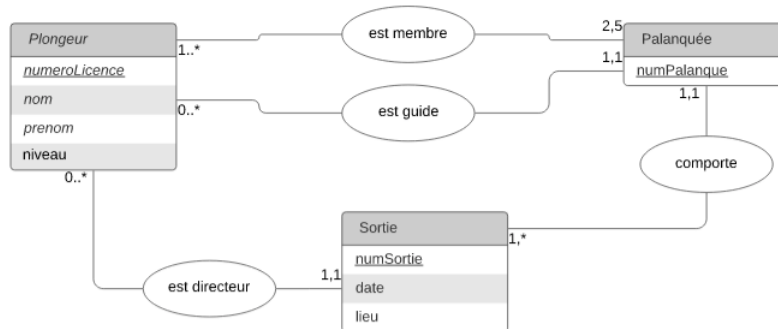 Plongeur
numeroLicence
nom
prenom
niveau
1..*
est membre
2,5
Palanquée
numPalanque
0..*
est guide
1,1
1,1
comporte
0..*
est directeur
1,1
Sortie
numSortie
date
lieu
1,*